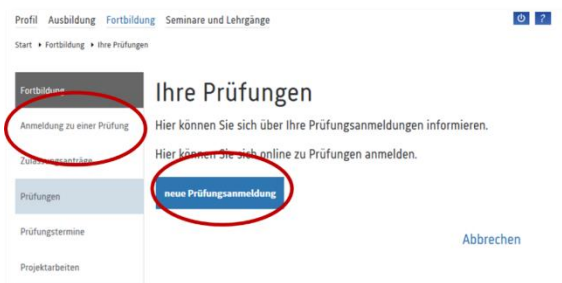 Profil Ausbildung Fortbildung Seminare und Lehrgänge ?
Start ▸ Fortbildung ▸ Ihre Prüfungen
Fortbildung
Anmeldung zu einer Prüfung
Zulassungsanträge
Prüfungen
Prüfungstermine
Projektarbeiten
Ihre Prüfungen
Hier können Sie sich über Ihre Prüfungsanmeldungen informieren.
Hier können Sie sich online zu Prüfungen anmelden.
neue Prüfungsanmeldung
Abbrechen